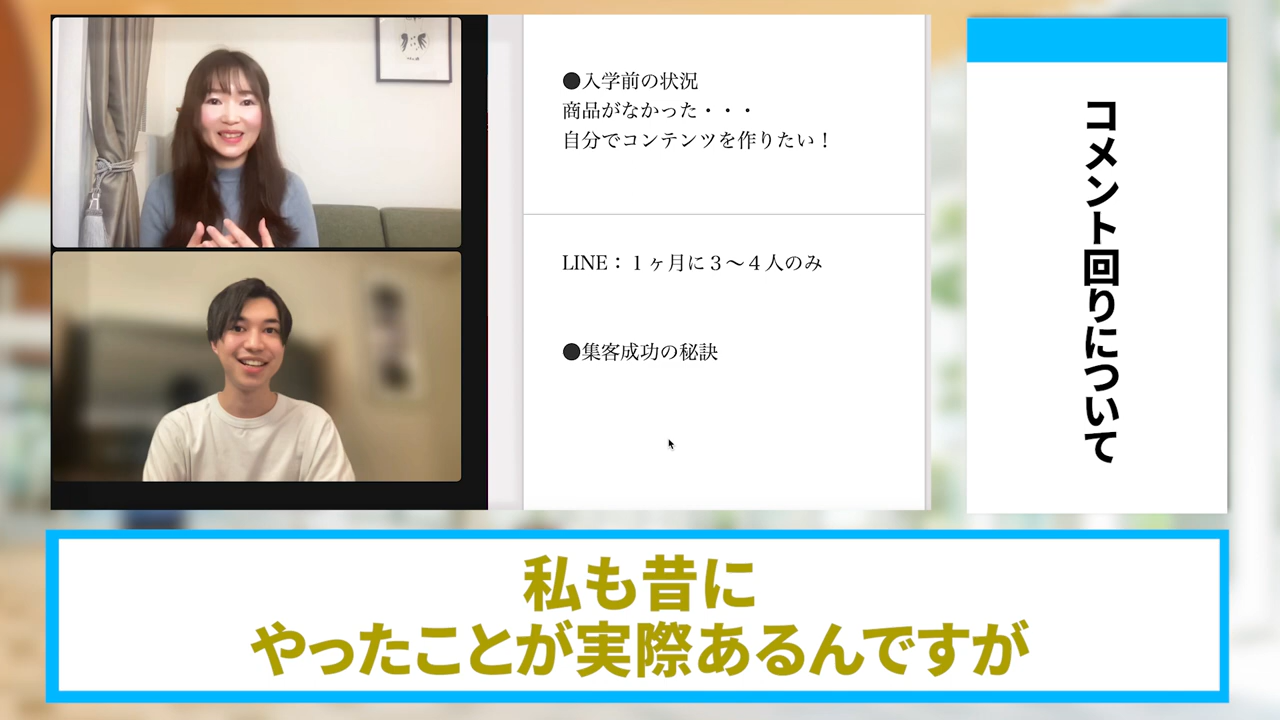 ●入学前の状況
商品がなかった・・・
自分でコンテンツを作りたい！
LINE：１ヶ月に３〜４人のみ
●集客成功の秘訣
コメント回りについて
私も昔に
やったことが実際あるんですが